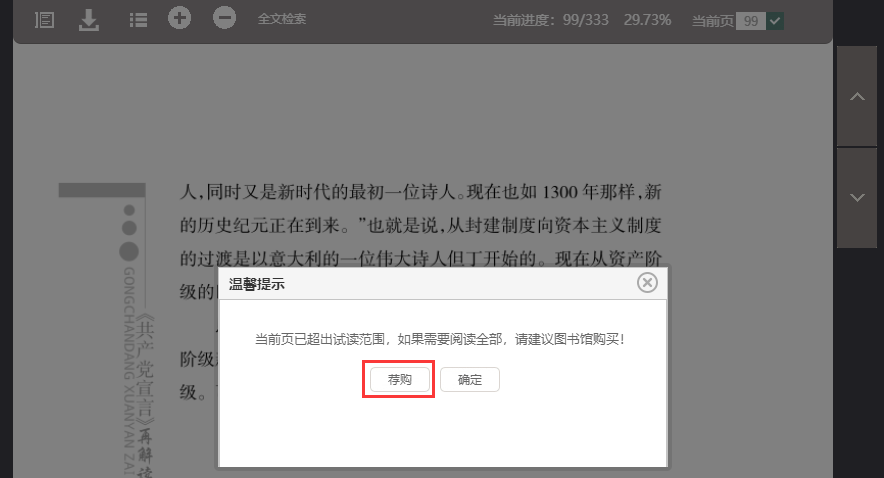 全文检索
当前进度：99/333 29.73% 当前页 99
人，同时又是新时代的最初一位诗人。现在也如 1300 年那样，新
的历史纪元正在到来。”也就是说，从封建制度向资本主义制度
的过渡是以意大利的一位伟大诗人但丁开始的。现在从资产阶
级的
阶级
级。
温馨提示
当前页已超出试读范围，如果需要阅读全部，请建议图书馆购买！
荐购 确定
GONGCHANDANG XUANYAN ZAI
《共产党宣言》再解读